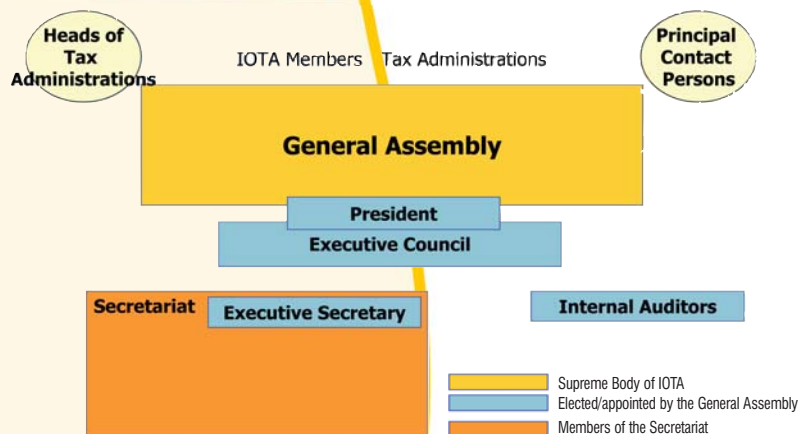 Heads of
Tax
Administrations
IOTA Members Tax Administrations
Principal
Contact
Persons
General Assembly
President
Executive Council
Secretariat
Executive Secretary
Internal Auditors
Supreme Body of IOTA
Elected/appointed by the General Assembly
Members of the Secretariat